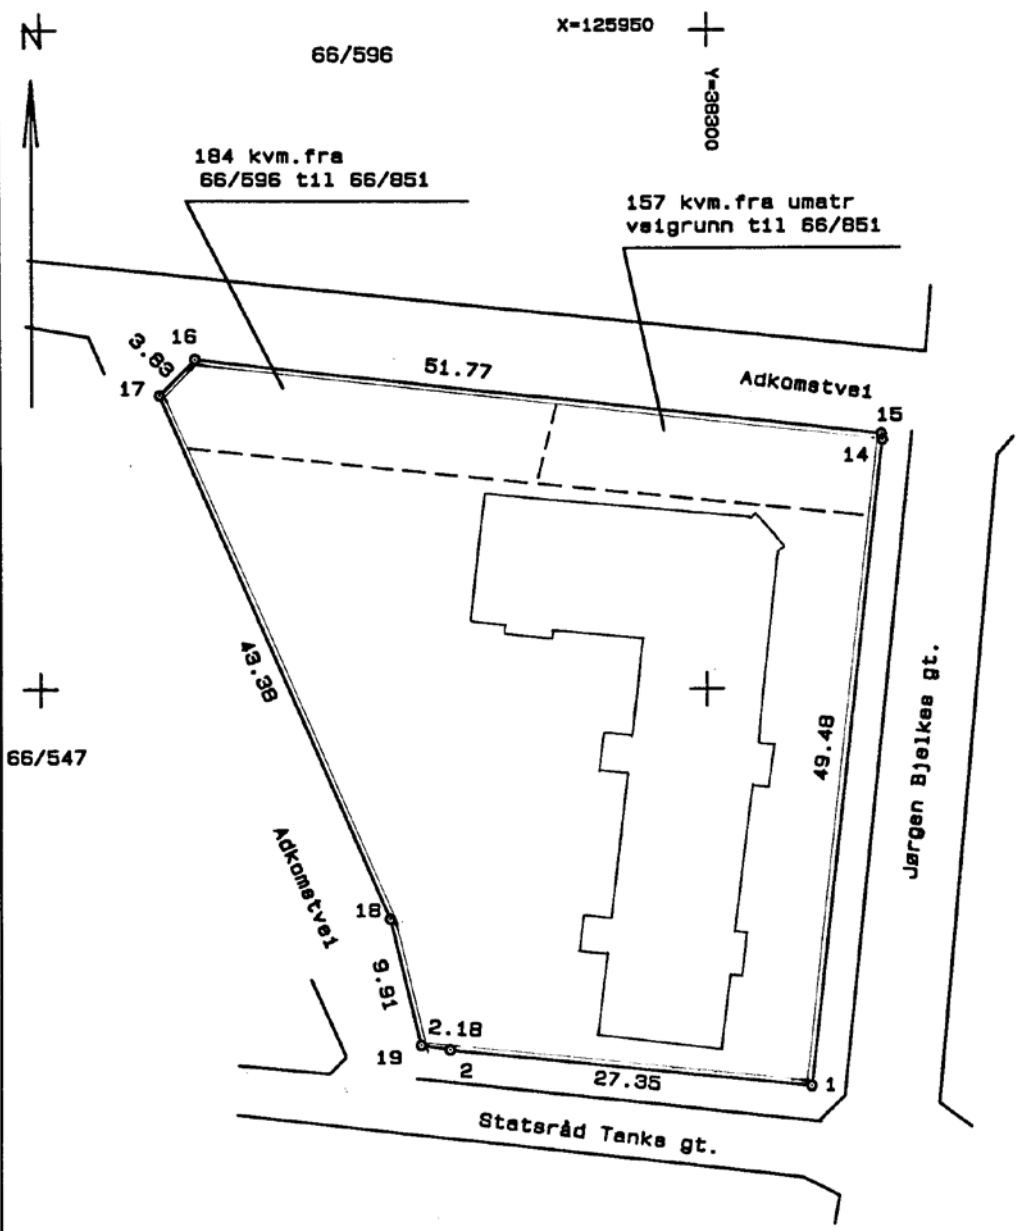 N
X=125950
66/596
Y=38300
184 kvm.fra
66/596 til 66/851
157 kvm.fra umatr
veigrunn til 66/851
16
3.83
17
51.77
Adkomstvei
15
14
43.38
49.48
Jørgen Bjelkes gt.
66/547
Adkomstvei
18
9.91
2.18
19
2
27.35
1
Statsråd Tanks gt.